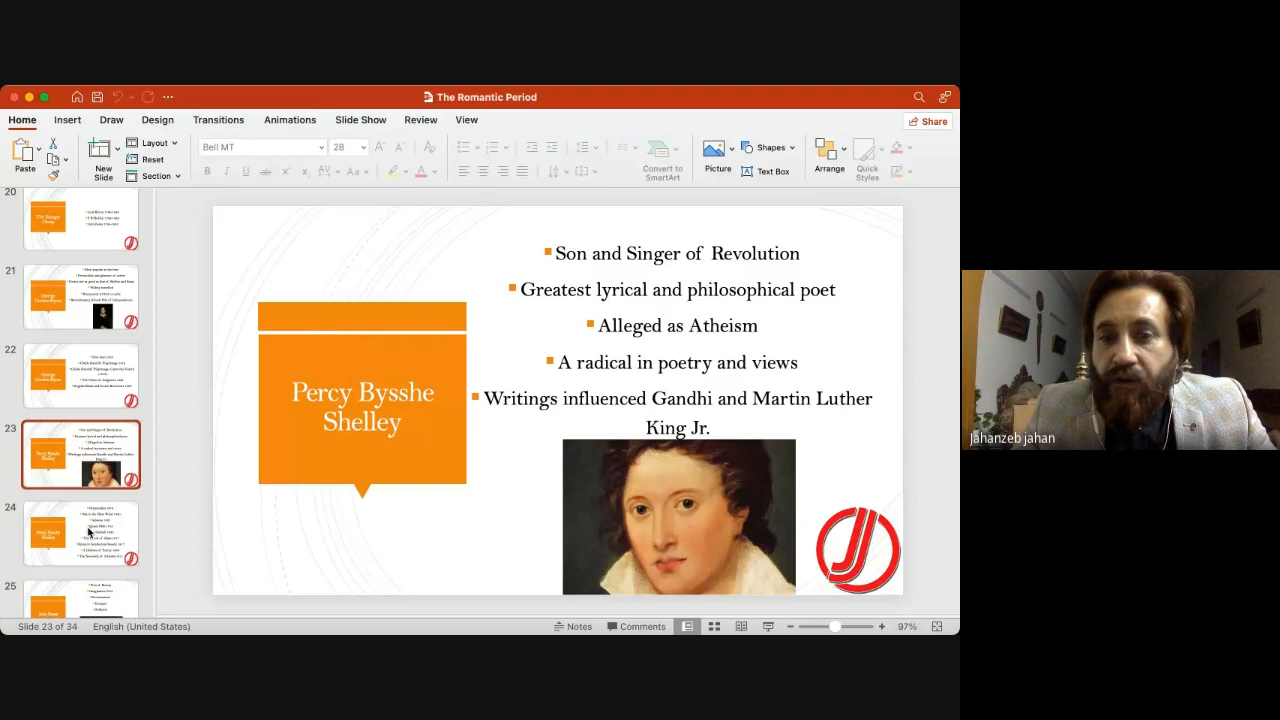 The Romantic Period
Home Insert Draw Design Transitions Animations Slide Show Review View Share
Paste
New Slide
Layout
Reset
Section
Bell MT 28
Convert to SmartArt
Picture
Shapes
Text Box
Arrange
Quick Styles
20
21
22
23
24
25
Percy Bysshe
Shelley
Son and Singer of Revolution
Greatest lyrical and philosophical poet
Alleged as Atheism
A radical in poetry and views
Writings influenced Gandhi and Martin Luther
King Jr.
Jahanzeb jahan
Slide 23 of 34 English (United States) Notes Comments 97%